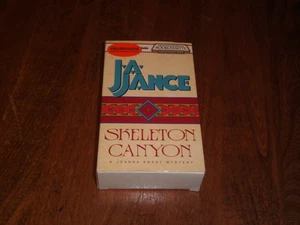 J.A.
JANCE
SKELETON
CANYON
A JOANNA BRADY MYSTERY